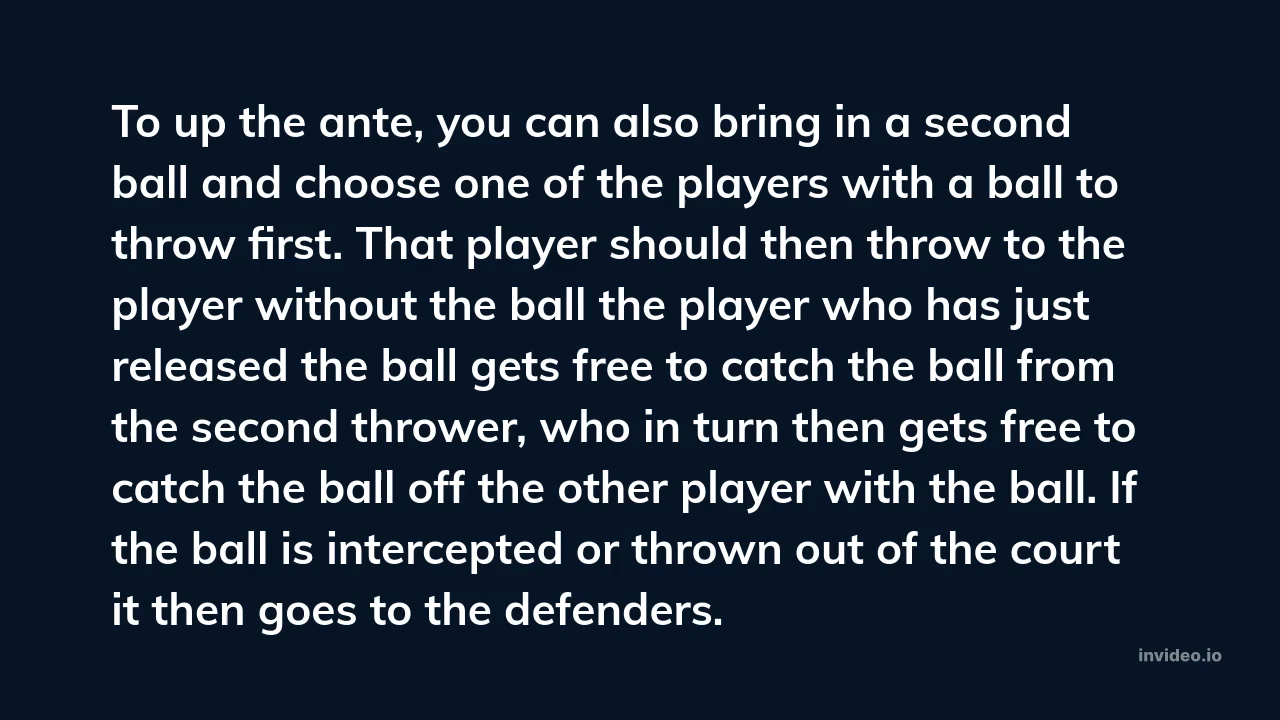 To up the ante, you can also bring in a second
ball and choose one of the players with a ball to
throw first. That player should then throw to the
player without the ball the player who has just
released the ball gets free to catch the ball from
the second thrower, who in turn then gets free to
catch the ball off the other player with the ball. If
the ball is intercepted or thrown out of the court
it then goes to the defenders.
invideo.io